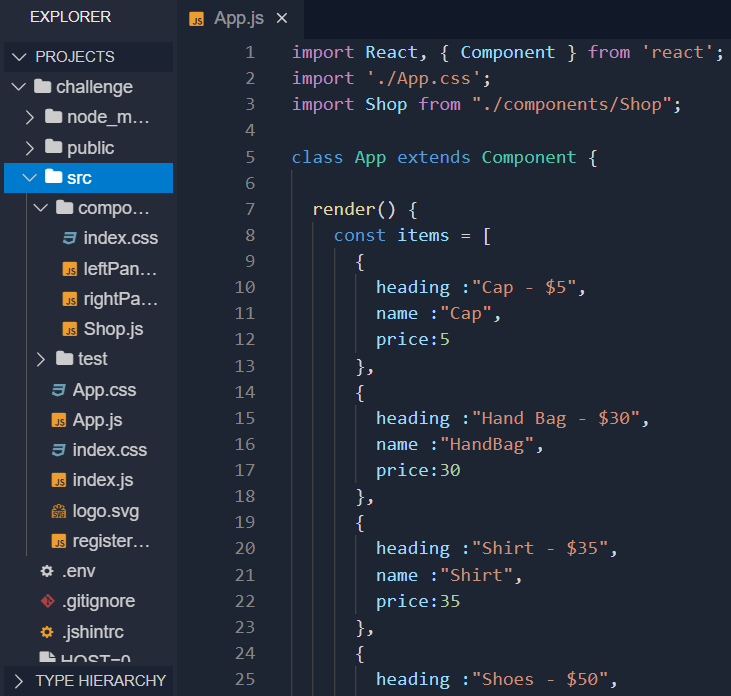 EXPLORER
PROJECTS
challenge
node_m...
public
src
compo...
index.css
leftPan...
rightPa...
Shop.js
test
App.css
App.js
index.css
index.js
logo.svg
register...
.env
.gitignore
.jshintrc
HOST=0
TYPE HIERARCHY
App.js
1 import React, { Component } from 'react';
2 import './App.css';
3 import Shop from "./components/Shop";
4
5 class App extends Component {
6
7 render() {
8 const items = [
9 {
10 heading :"Cap - $5",
11 name :"Cap",
12 price:5
13 },
14 {
15 heading :"Hand Bag - $30",
16 name :"HandBag",
17 price:30
18 },
19 {
20 heading :"Shirt - $35",
21 name :"Shirt",
22 price:35
23 },
24 {
25 heading :"Shoes - $50",